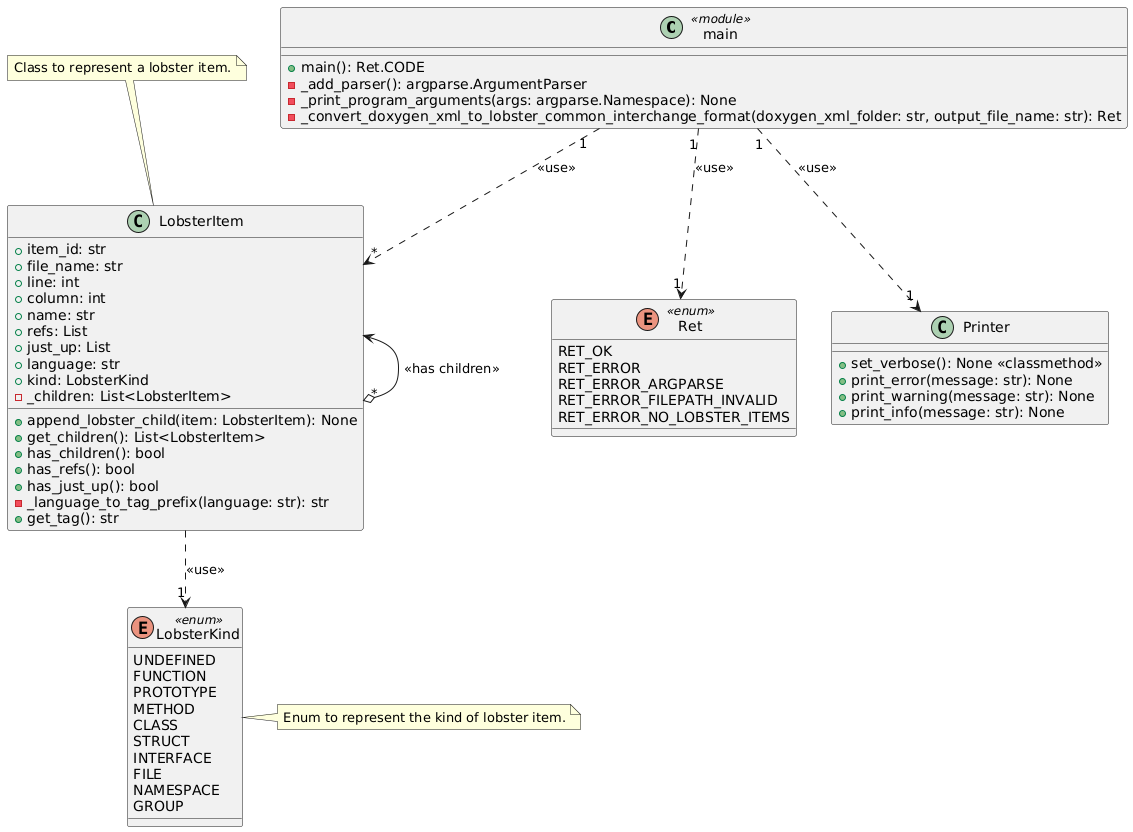 «module»
main
main(): Ret.CODE
_add_parser(): argparse.ArgumentParser
_print_program_arguments(args: argparse.Namespace): None
_convert_doxygen_xml_to_lobster_common_interchange_format(doxygen_xml_folder: str, output_file_name: str): Ret
Class to represent a lobster item.
1
1
1
«use»
«use»
«use»
*
1
1
LobsterItem
item_id: str
file_name: str
line: int
column: int
name: str
refs: List
just_up: List
language: str
kind: LobsterKind
_children: List<LobsterItem>
append_lobster_child(item: LobsterItem): None
get_children(): List<LobsterItem>
has_children(): bool
has_refs(): bool
has_just_up(): bool
_language_to_tag_prefix(language: str): str
get_tag(): str
«has children»
*
«enum»
Ret
RET_OK
RET_ERROR
RET_ERROR_ARGPARSE
RET_ERROR_FILEPATH_INVALID
RET_ERROR_NO_LOBSTER_ITEMS
Printer
set_verbose(): None «classmethod»
print_error(message: str): None
print_warning(message: str): None
print_info(message: str): None
«use»
1
«enum»
LobsterKind
UNDEFINED
FUNCTION
PROTOTYPE
METHOD
CLASS
STRUCT
INTERFACE
FILE
NAMESPACE
GROUP
Enum to represent the kind of lobster item.